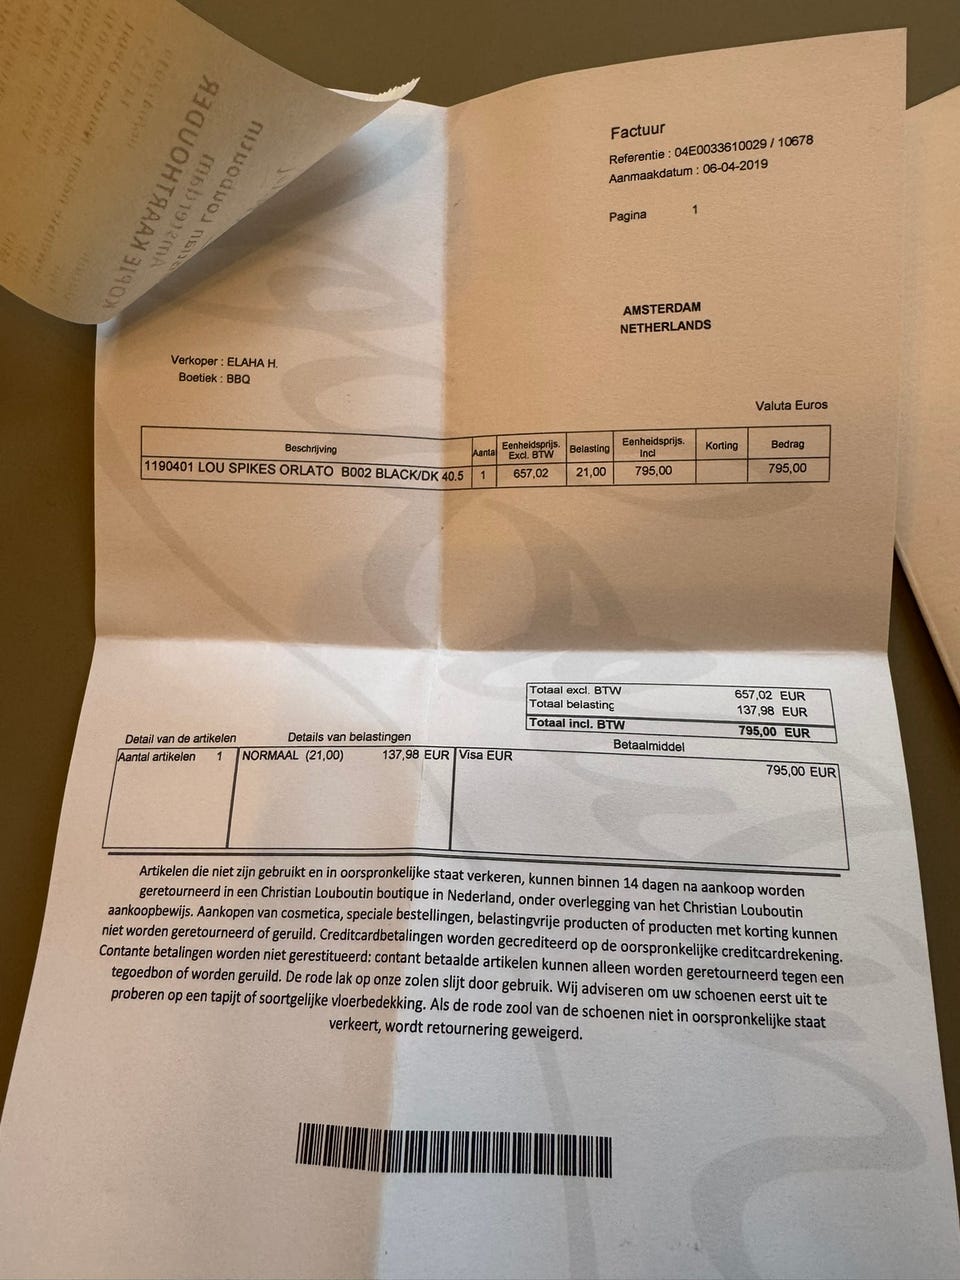 KOPIE KAARTHOUDER
Amsterdam
Louboutin
Factuur
Referentie : 04E0033610029 / 10678
Aanmaakdatum : 06-04-2019
Pagina 1
AMSTERDAM
NETHERLANDS
Verkoper : ELAHA H.
Boetiek : BBQ
Valuta Euros
Beschrijving Aantal Eenheidsprijs. Excl. BTW Belasting Eenheidsprijs. Incl Korting Bedrag
1190401 LOU SPIKES ORLATO B002 BLACK/DK 40.5 1 657,02 21,00 795,00 795,00
Totaal excl. BTW 657,02 EUR
Totaal belasting 137,98 EUR
Totaal incl. BTW 795,00 EUR
Detail van de artikelen Details van belastingen Betaalmiddel
Aantal artikelen 1 NORMAAL (21,00) 137,98 EUR Visa EUR 795,00 EUR
Artikelen die niet zijn gebruikt en in oorspronkelijke staat verkeren, kunnen binnen 14 dagen na aankoop worden
geretourneerd in een Christian Louboutin boutique in Nederland, onder overlegging van het Christian Louboutin
aankoopbewijs. Aankopen van cosmetica, speciale bestellingen, belastingvrije producten of producten met korting kunnen
niet worden geretourneerd of geruild. Creditcardbetalingen worden gecrediteerd op de oorspronkelijke creditcardrekening.
Contante betalingen worden niet gerestitueerd: contant betaalde artikelen kunnen alleen worden geretourneerd tegen een
tegoedbon of worden geruild. De rode lak op onze zolen slijt door gebruik. Wij adviseren om uw schoenen eerst uit te
proberen op een tapijt of soortgelijke vloerbedekking. Als de rode zool van de schoenen niet in oorspronkelijke staat
verkeert, wordt retournering geweigerd.